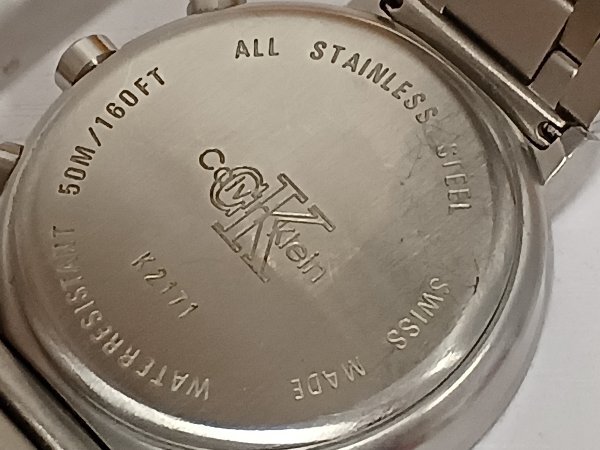 ALL STAINLESS STEEL
SWISS MADE
WATERRESISTANT 50M/160FT
cK
Calvin Klein
K2171